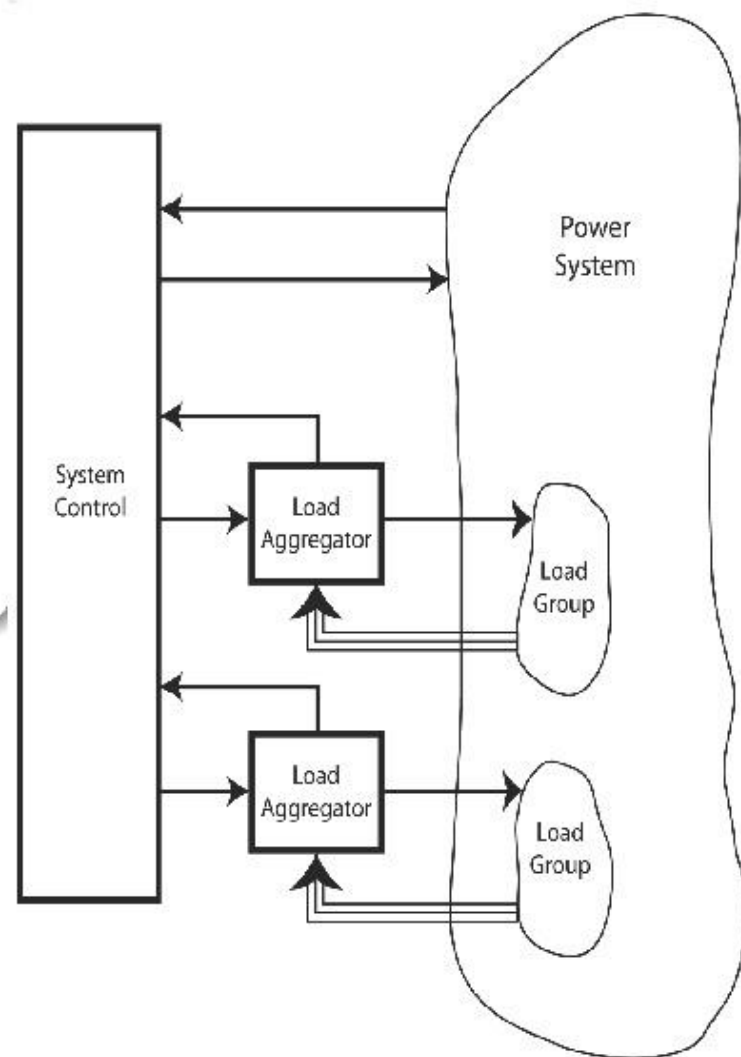 Power
System
System
Control
Load
Aggregator
Load
Group
Load
Aggregator
Load
Group